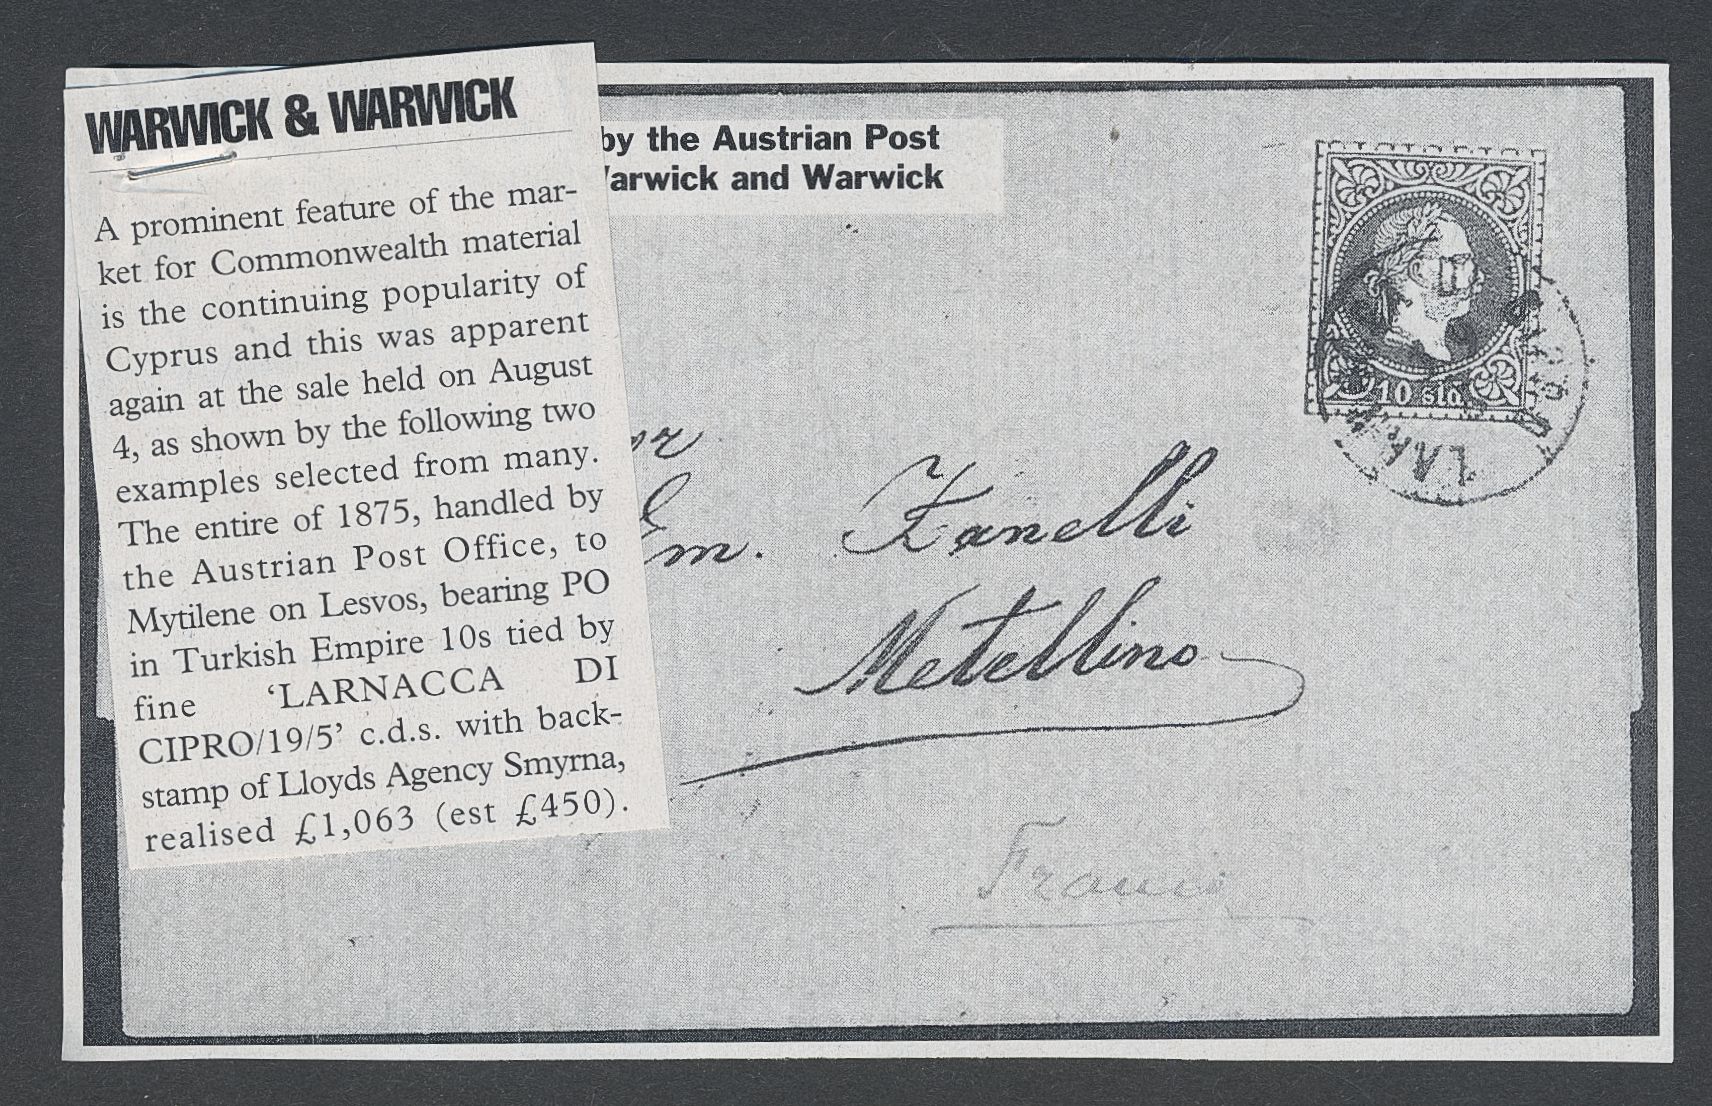 WARWICK & WARWICK
A prominent feature of the mar-
ket for Commonwealth material
is the continuing popularity of
Cyprus and this was apparent
again at the sale held on August
4, as shown by the following two
examples selected from many.
The entire of 1875, handled by
the Austrian Post Office, to
Mytilene on Lesvos, bearing PO
in Turkish Empire 10s tied by
fine ‘LARNACCA DI
CIPRO/19/5’ c.d.s. with back-
stamp of Lloyds Agency Smyrna,
realised £1,063 (est £450).
by the Austrian Post
Warwick and Warwick
10 sld.
Em. Zanelli
Metellino
Franci